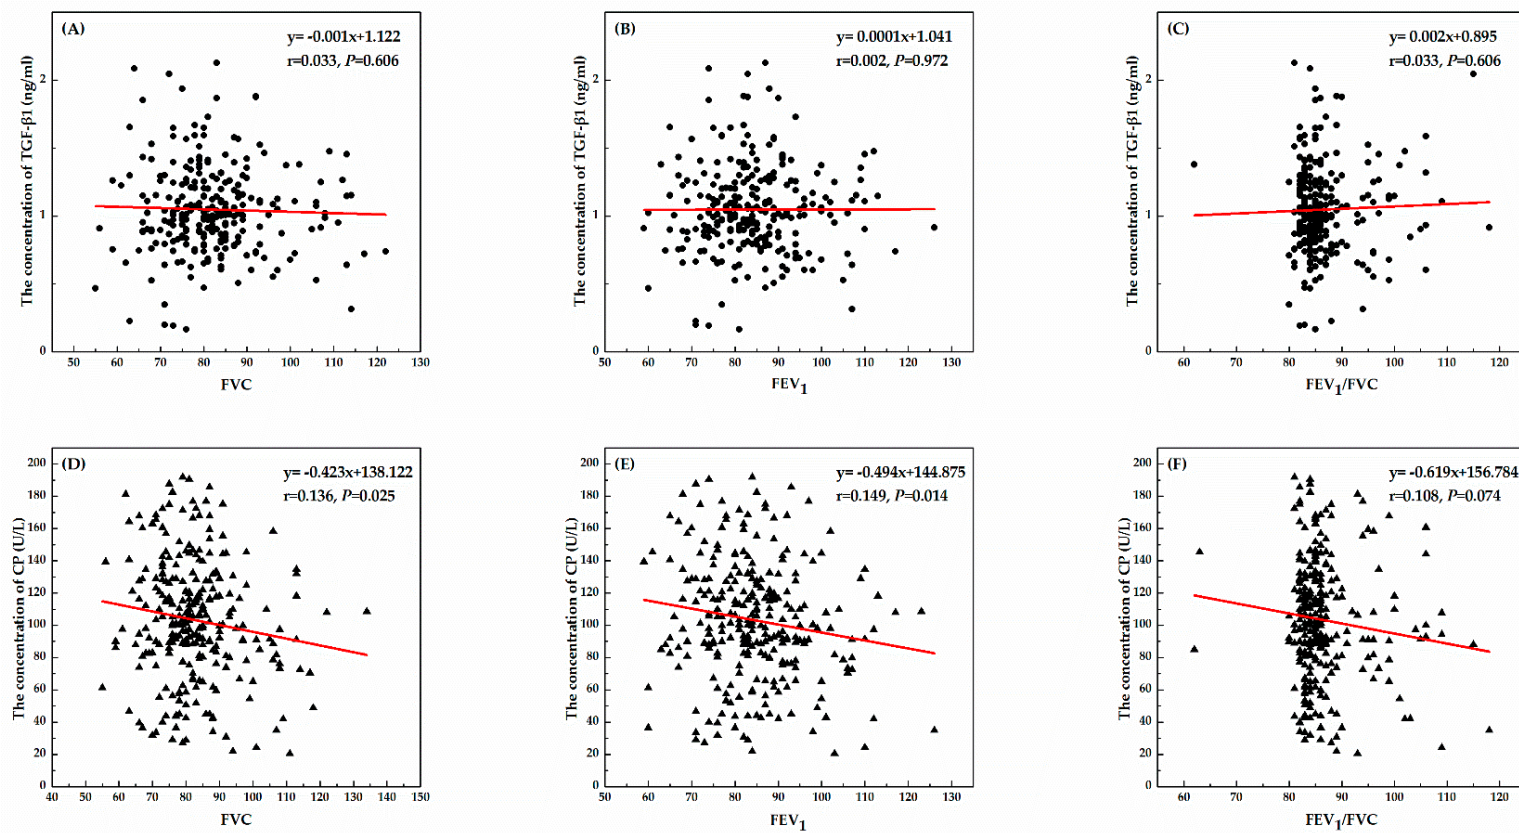 (A)
y= -0.001x+1.122
r=0.033, P=0.606
The concentration of TGF-β1 (ng/ml)
2
1
0
50 60 70 80 90 100 110 120 130
FVC
(B)
y= 0.0001x+1.041
r=0.002, P=0.972
The concentration of TGF-β1 (ng/ml)
2
1
0
50 60 70 80 90 100 110 120 130
FEV1
(C)
y= 0.002x+0.895
r=0.033, P=0.606
The concentration of TGF-β1 (ng/ml)
2
1
0
60 70 80 90 100 110 120
FEV1/FVC
(D)
y= -0.423x+138.122
r=0.136, P=0.025
The concentration of CP (U/L)
200
180
160
140
120
100
80
60
40
20
0
40 50 60 70 80 90 100 110 120 130 140 150
FVC
(E)
y= -0.494x+144.875
r=0.149, P=0.014
The concentration of CP (U/L)
200
180
160
140
120
100
80
60
40
20
0
50 60 70 80 90 100 110 120 130
FEV1
(F)
y= -0.619x+156.784
r=0.108, P=0.074
The concentration of CP (U/L)
200
180
160
140
120
100
80
60
40
20
0
60 70 80 90 100 110 120
FEV1/FVC